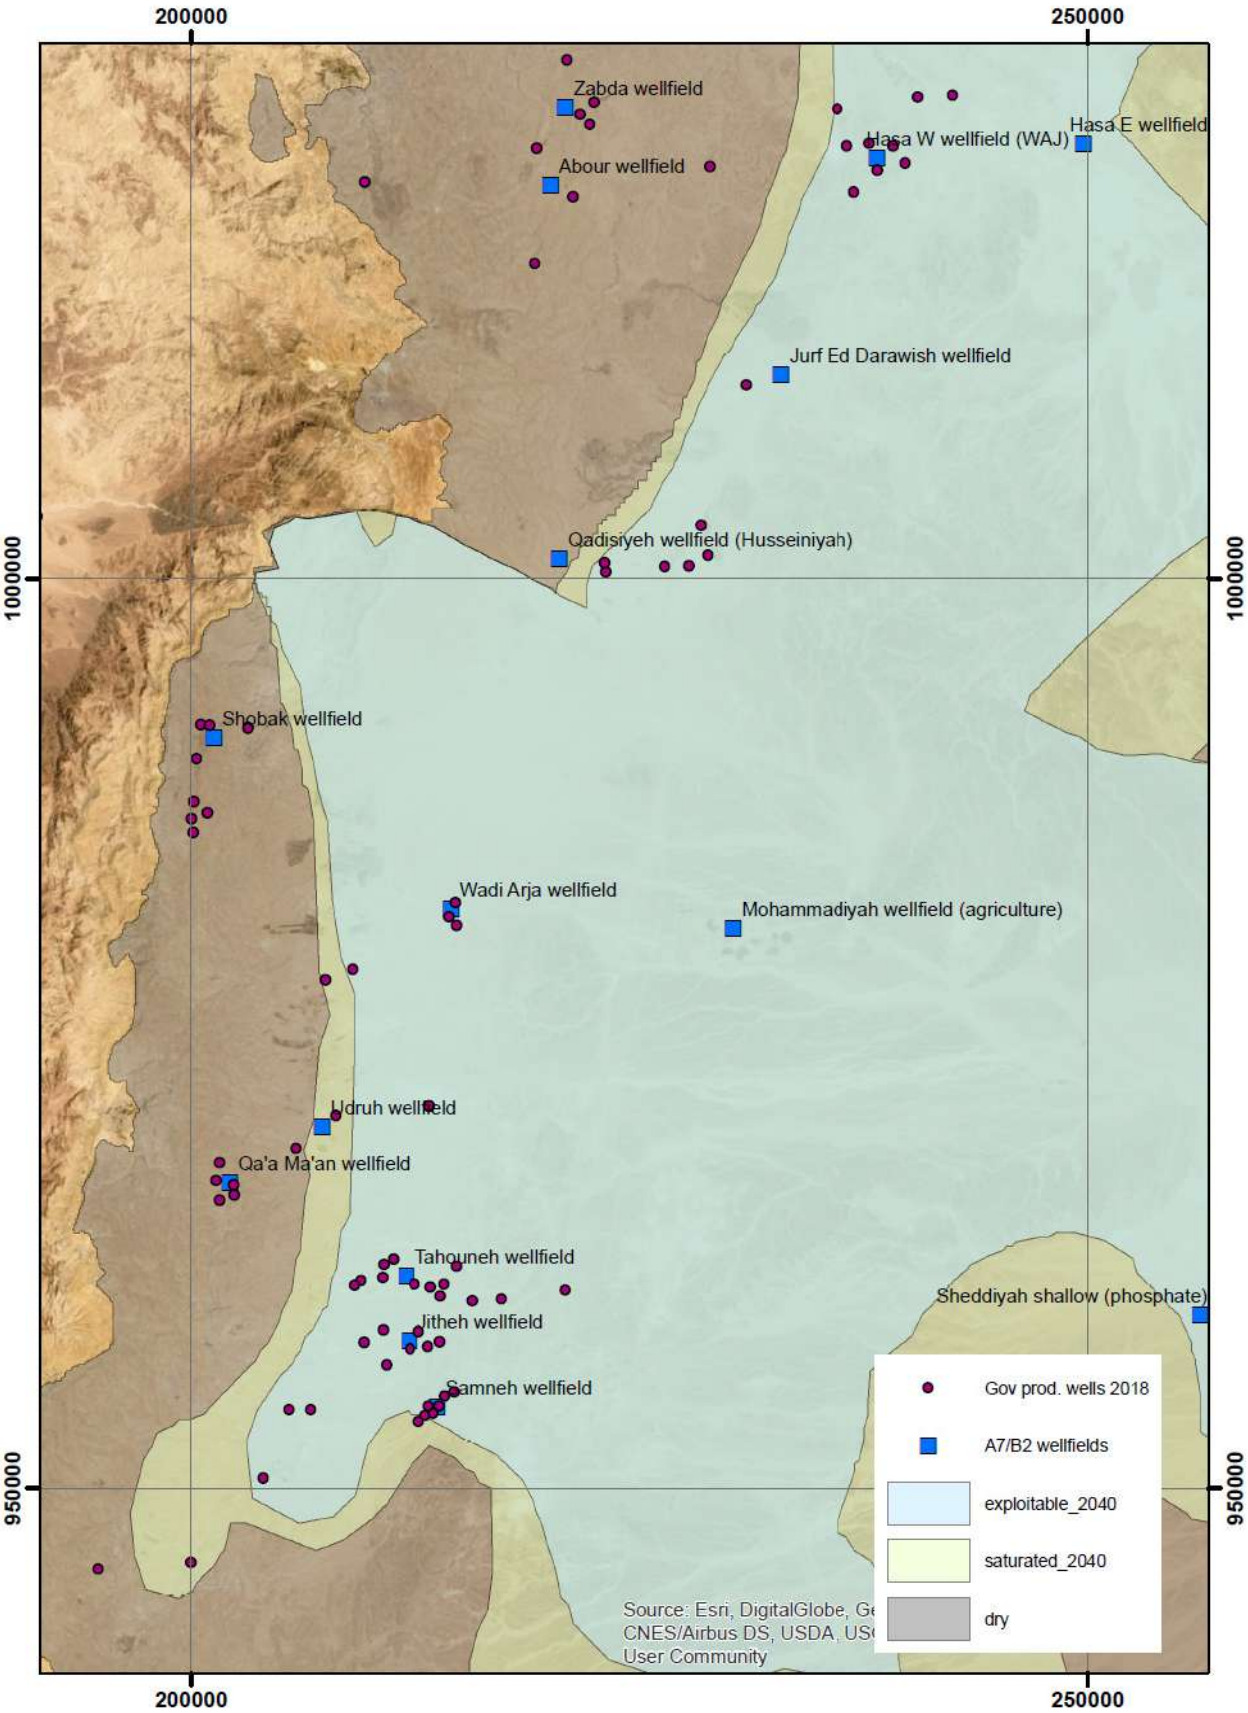 200000
250000
Zabda wellfield
Hasa E wellfield
Hasa W wellfield (WAJ)
Abour wellfield
Jurf Ed Darawish wellfield
Qadisiyeh wellfield (Husseiniyah)
1000000
1000000
Shobak wellfield
Wadi Arja wellfield
Mohammadiyah wellfield (agriculture)
Udruh wellfield
Qa'a Ma'an wellfield
Tahouneh wellfield
Sheddiyah shallow (phosphate)
Jitheh wellfield
Samneh wellfield
Gov prod. wells 2018
A7/B2 wellfields
950000
950000
exploitable_2040
saturated_2040
dry
Source: Esri, DigitalGlobe, Ge
CNES/Airbus DS, USDA, USG
User Community
200000
250000